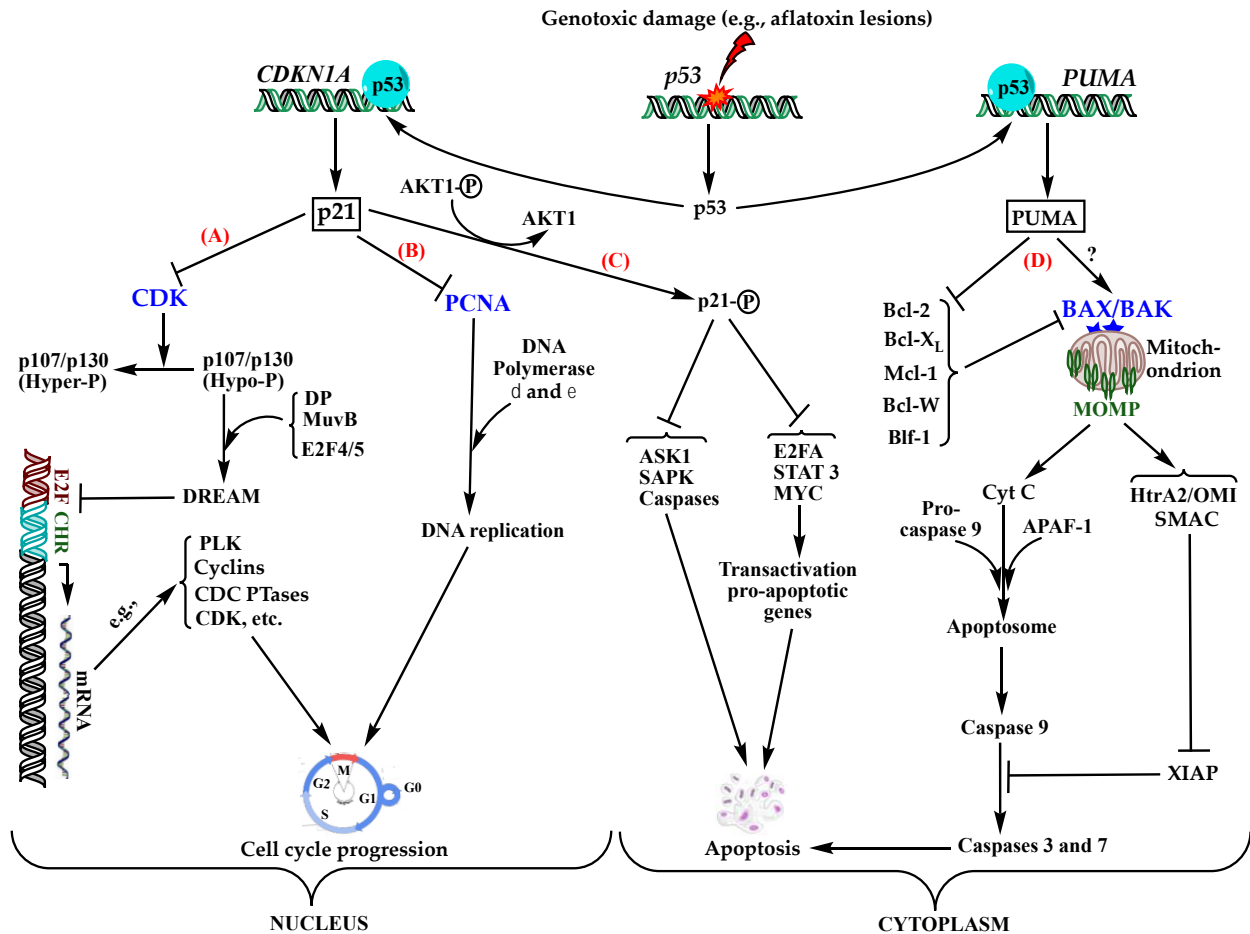 Genotoxic damage (e.g., aflatoxin lesions)
CDKN1A
p53
p53
p53
PUMA
AKT1-P
AKT1
p53
p21
PUMA
(A)
(B)
(C)
(D)
?
CDK
PCNA
p21-P
Bcl-2
Bcl-XL
Mcl-1
Bcl-W
Blf-1
BAX/BAK
Mitoch-
ondrion
MOMP
p107/p130
(Hyper-P)
p107/p130
(Hypo-P)
DP
MuvB
E2F4/5
DNA
Polymerase
d and e
ASK1
SAPK
Caspases
E2FA
STAT 3
MYC
E2F
CHR
DREAM
Cyt C
HtrA2/OMI
SMAC
Pro-
caspase 9
APAF-1
PLK
Cyclins
CDC PTases
CDK, etc.
e.g.,
mRNA
DNA replication
Transactivation
pro-apoptotic
genes
Apoptosome
Caspase 9
XIAP
M
G2
G1
G0
S
Cell cycle progression
Apoptosis
Caspases 3 and 7
NUCLEUS
CYTOPLASM